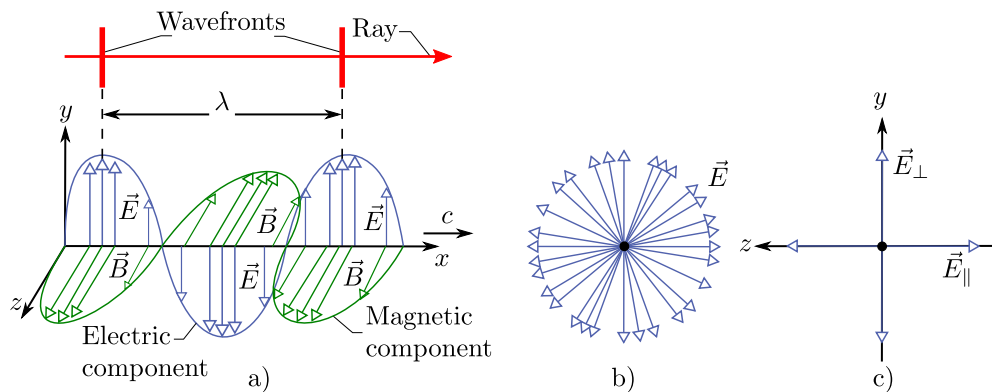 Wavefronts
Ray
λ
y
c
x
z
E⃗
B⃗
B⃗
E⃗
E⃗
B⃗
Electric
component
Magnetic
component
a)
E⃗
b)
y
E⃗⊥
z
E⃗∥
c)